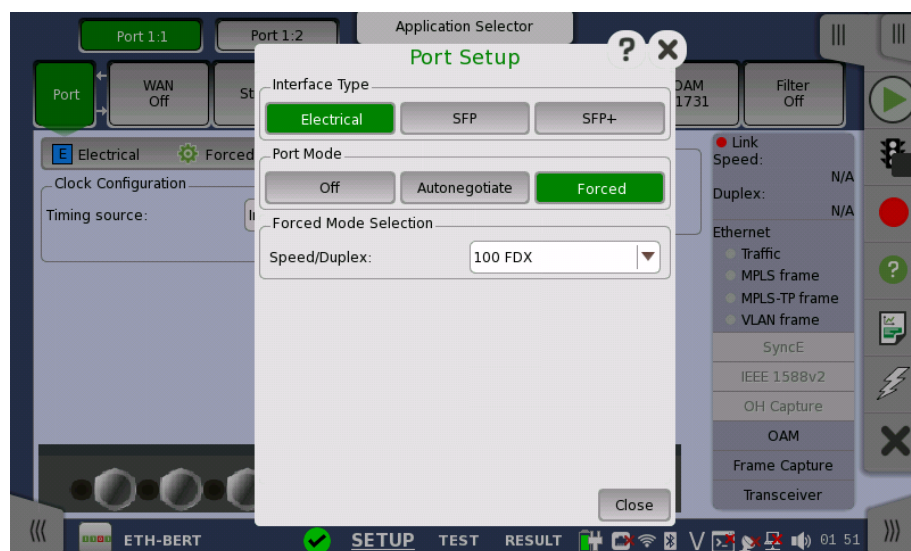 Application Selector
Port 1:1
Port 1:2
Port Setup
?
X
Port
WAN
Off
St
OAM
1731
Filter
Off
Interface Type
Electrical
SFP
SFP+
E Electrical
Forced
Port Mode
Off
Autonegotiate
Forced
Clock Configuration
Timing source:
Forced Mode Selection
Speed/Duplex:
100 FDX
Link
Speed:
N/A
Duplex:
N/A
Ethernet
Traffic
MPLS frame
MPLS-TP frame
VLAN frame
SyncE
IEEE 1588v2
OH Capture
OAM
Frame Capture
Transceiver
?
Close
ETH-BERT
SETUP
TEST
RESULT
01 51